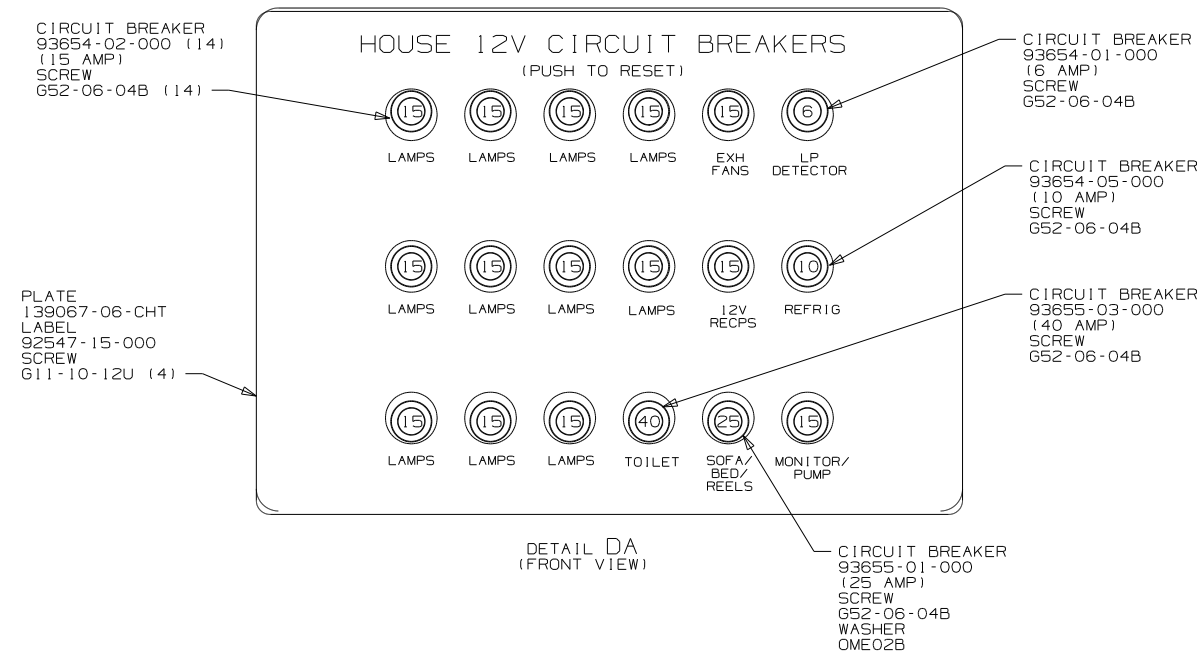 CIRCUIT BREAKER
93654-02-000 (14)
(15 AMP)
SCREW
G52-06-04B (14)
HOUSE 12V CIRCUIT BREAKERS
(PUSH TO RESET)
CIRCUIT BREAKER
93654-01-000
(6 AMP)
SCREW
G52-06-04B
15 15 15 15 15 6
LAMPS LAMPS LAMPS LAMPS EXH LP
FANS DETECTOR
CIRCUIT BREAKER
93654-05-000
(10 AMP)
SCREW
G52-06-04B
15 15 15 15 15 10
LAMPS LAMPS LAMPS LAMPS 12V REFRIG
RECPS
PLATE
139067-06-CHT
LABEL
92547-15-000
SCREW
G11-10-12U (4)
CIRCUIT BREAKER
93655-03-000
(40 AMP)
SCREW
G52-06-04B
15 15 15 40 25 15
LAMPS LAMPS LAMPS TOILET SOFA/ MONITOR/
BED/ PUMP
REELS
DETAIL DA
(FRONT VIEW)
CIRCUIT BREAKER
93655-01-000
(25 AMP)
SCREW
G52-06-04B
WASHER
OME02B